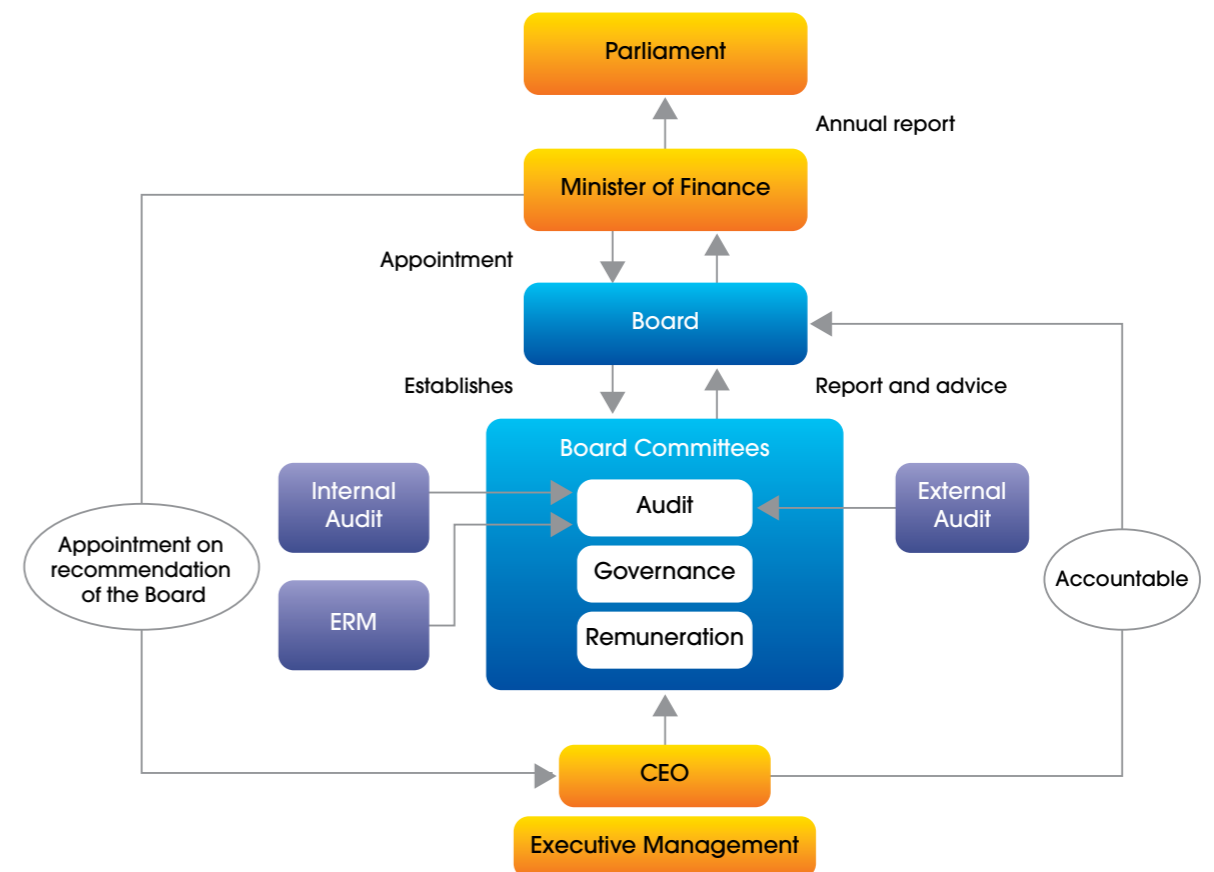 Parliament
Annual report
Minister of Finance
Appointment
Board
Establishes
Report and advice
Board Committees
Internal
Audit
Audit
External
Audit
Appointment on
recommendation
of the Board
Governance
Accountable
ERM
Remuneration
CEO
Executive Management